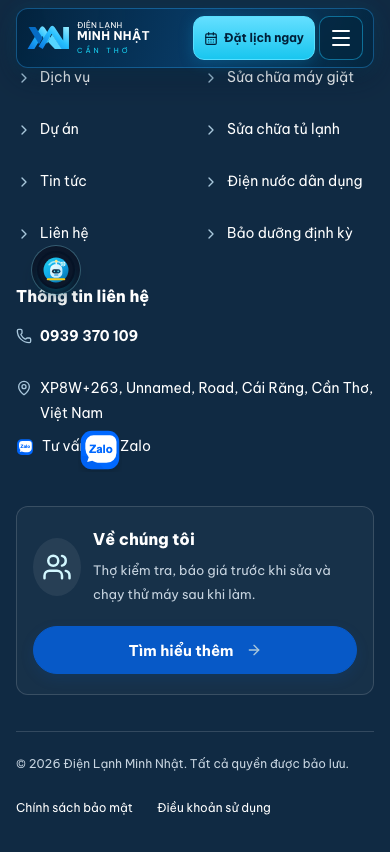 ĐIỆN LẠNH
MINH NHẬT
CẦN THƠ
Đặt lịch ngay
Dịch vụ
Sửa chữa máy giặt
Dự án
Sửa chữa tủ lạnh
Tin tức
Điện nước dân dụng
Liên hệ
Bảo dưỡng định kỳ
Thông tin liên hệ
0939 370 109
XP8W+263, Unnamed, Road, Cái Răng, Cần Thơ,
Việt Nam
Zalo
Tư vấn
Zalo
Zalo
Về chúng tôi
Thợ kiểm tra, báo giá trước khi sửa và
chạy thử máy sau khi làm.
Tìm hiểu thêm
© 2026 Điện Lạnh Minh Nhật. Tất cả quyền được bảo lưu.
Chính sách bảo mật
Điều khoản sử dụng